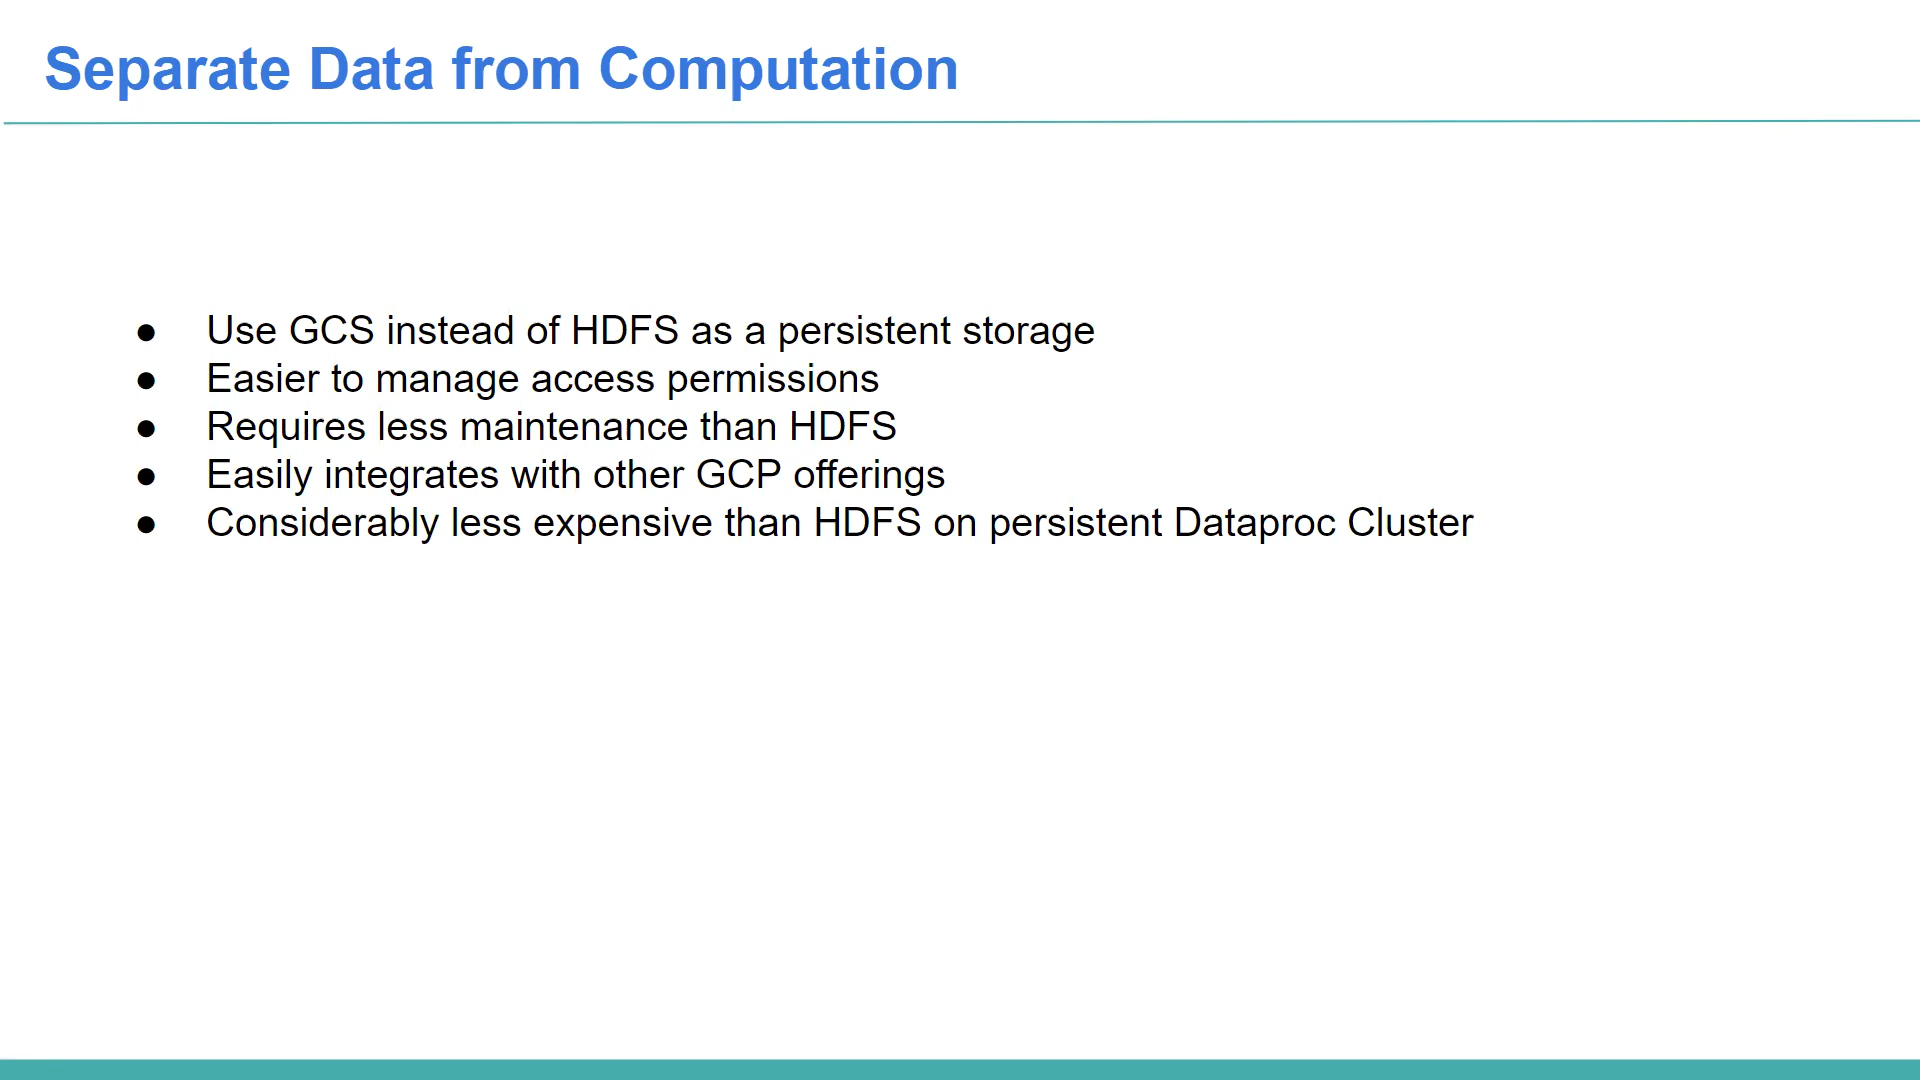 Separate Data from Computation
● Use GCS instead of HDFS as a persistent storage
● Easier to manage access permissions
● Requires less maintenance than HDFS
● Easily integrates with other GCP offerings
● Considerably less expensive than HDFS on persistent Dataproc Cluster